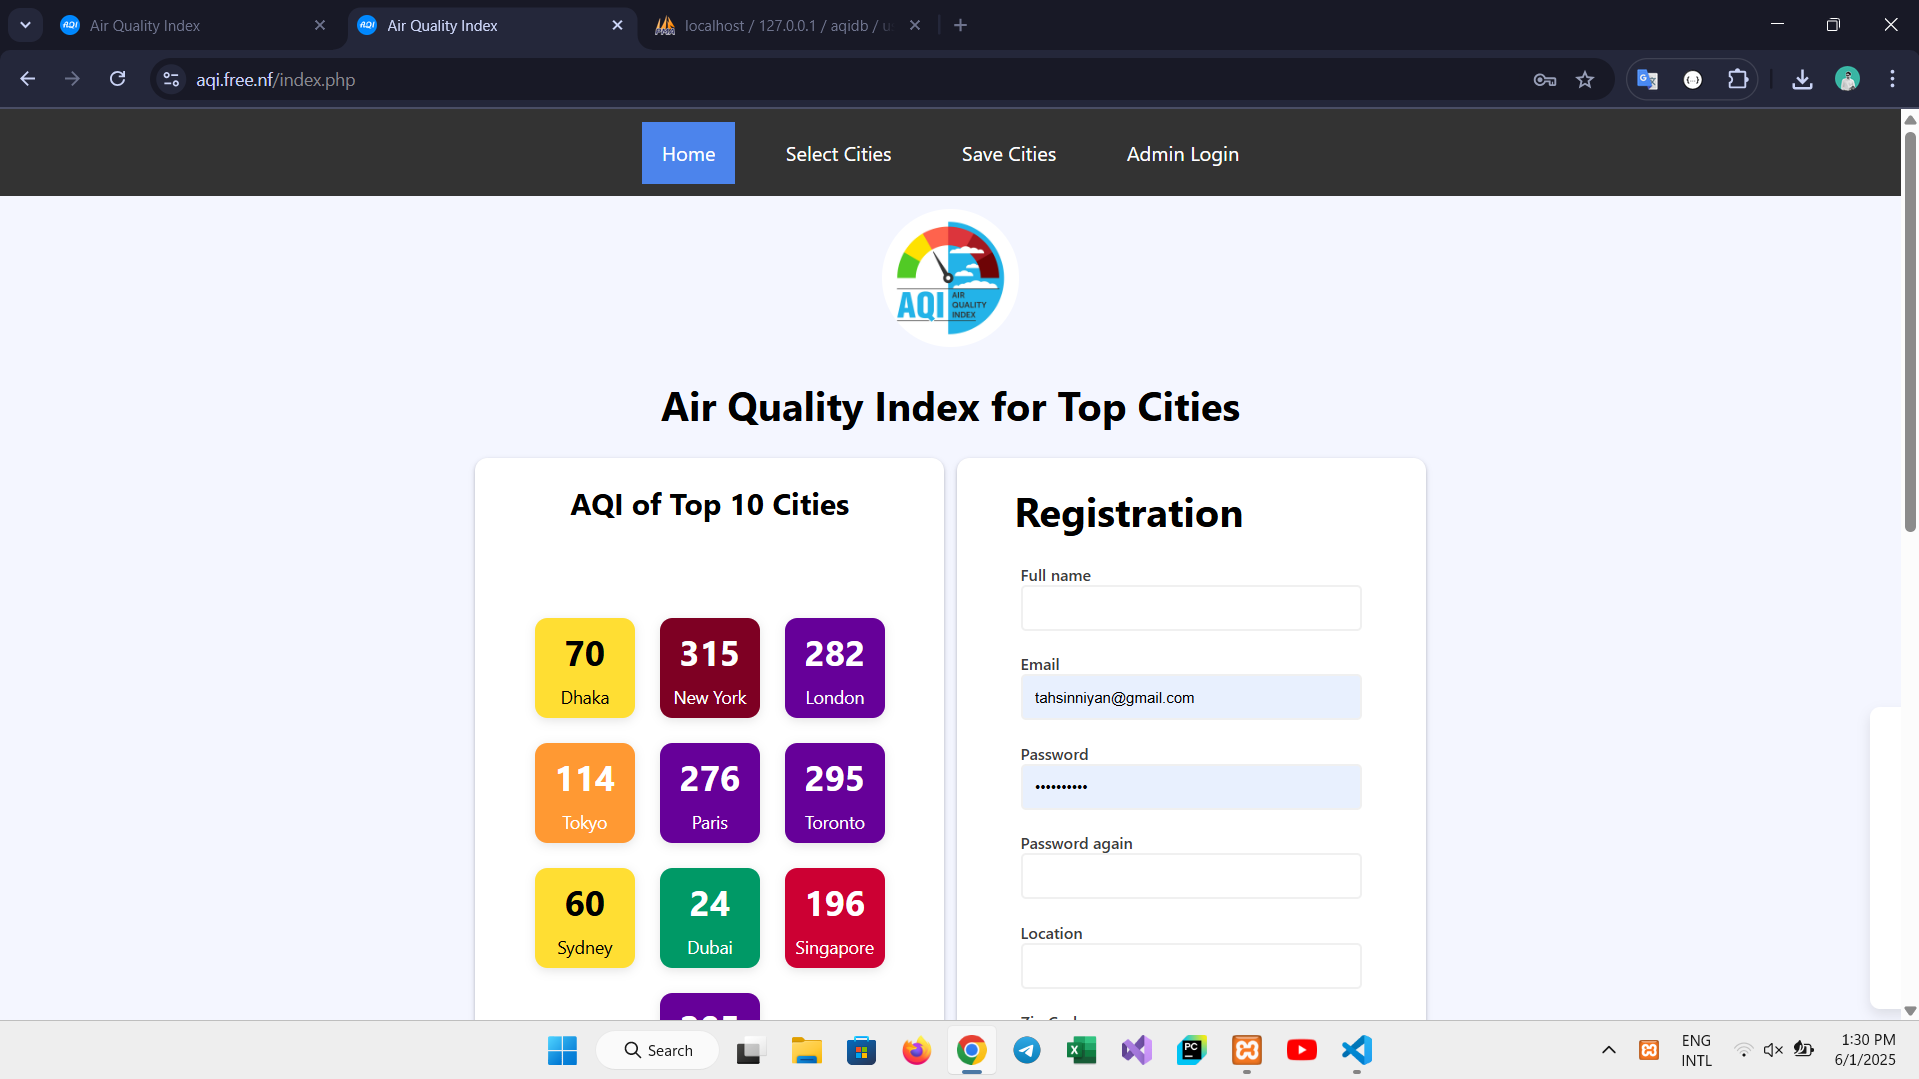 Air Quality Index
Air Quality Index
localhost / 127.0.0.1 / aqidb / u
aqi.free.nf/index.php
Home
Select Cities
Save Cities
Admin Login
AQI
AIR
QUALITY
INDEX
Air Quality Index for Top Cities
AQI of Top 10 Cities
70
Dhaka
315
New York
282
London
114
Tokyo
276
Paris
295
Toronto
60
Sydney
24
Dubai
196
Singapore
Registration
Full name
Email
tahsinniyan@gmail.com
Password
••••••••••
Password again
Location
Search
ENG
INTL
1:30 PM
6/1/2025